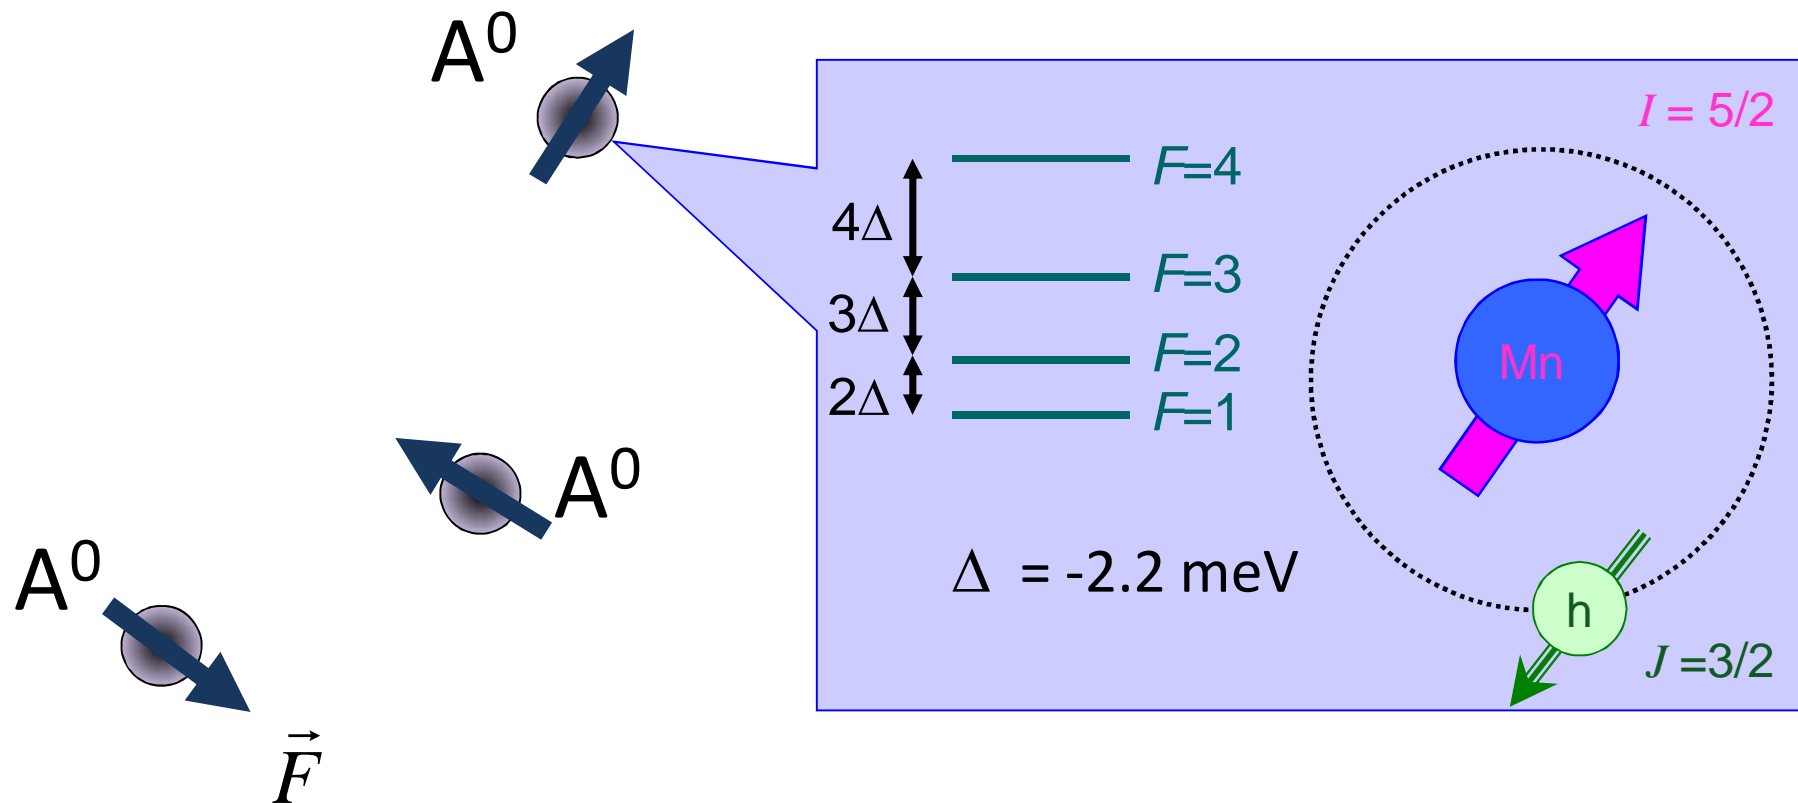 A⁰
I = 5/2
F=4
4Δ
F=3
3Δ
F=2
2Δ
F=1
Mn
A⁰
A⁰
Δ = -2.2 meV
h
J =3/2
F⃗